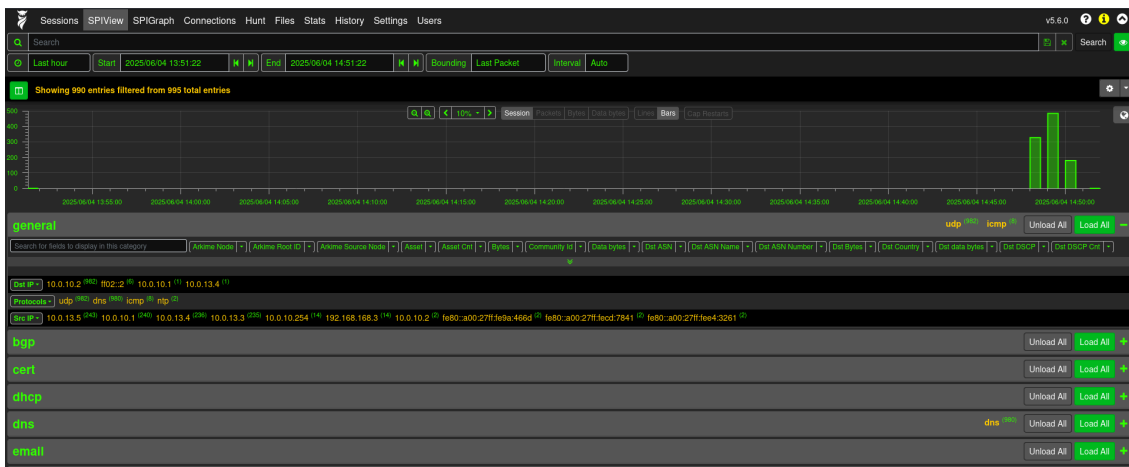 Sessions SPIView SPIGraph Connections Hunt Files Stats History Settings Users v5.6.0
Search Search
Last hour Start 2025/06/04 13:51:22 End 2025/06/04 14:51:22 Bounding Last Packet Interval Auto
Showing 990 entries filtered from 995 total entries
500 10% Session Packets Bytes Data bytes Lines Bars Cap Restarts
400
300
200
100
0
2025/06/04 13:55:00 2025/06/04 14:00:00 2025/06/04 14:05:00 2025/06/04 14:10:00 2025/06/04 14:15:00 2025/06/04 14:20:00 2025/06/04 14:25:00 2025/06/04 14:30:00 2025/06/04 14:35:00 2025/06/04 14:40:00 2025/06/04 14:45:00 2025/06/04 14:50:00
general udp (982) icmp (8) Unload All Load All
Search for fields to display in this category Arkime Node Arkime Root ID Arkime Source Node Asset Asset Cnt Bytes Community Id Data bytes Dst ASN Dst ASN Name Dst ASN Number Dst Bytes Dst Country Dst data bytes Dst DSCP Dst DSCP Cnt
Dst IP 10.0.10.2 (982) ff02::2 (6) 10.0.10.1 (1) 10.0.13.4 (1)
Protocols udp (982) dns (980) icmp (8) ntp (2)
Src IP 10.0.13.5 (243) 10.0.10.1 (240) 10.0.13.4 (236) 10.0.13.3 (235) 10.0.10.254 (14) 192.168.168.3 (14) 10.0.10.2 (2) fe80::a00:27ff:fe9a:466d (2) fe80::a00:27ff:fecd:7841 (2) fe80::a00:27ff:fee4:3261 (2)
bgp Unload All Load All
cert Unload All Load All
dhcp Unload All Load All
dns dns (980) Unload All Load All
email Unload All Load All